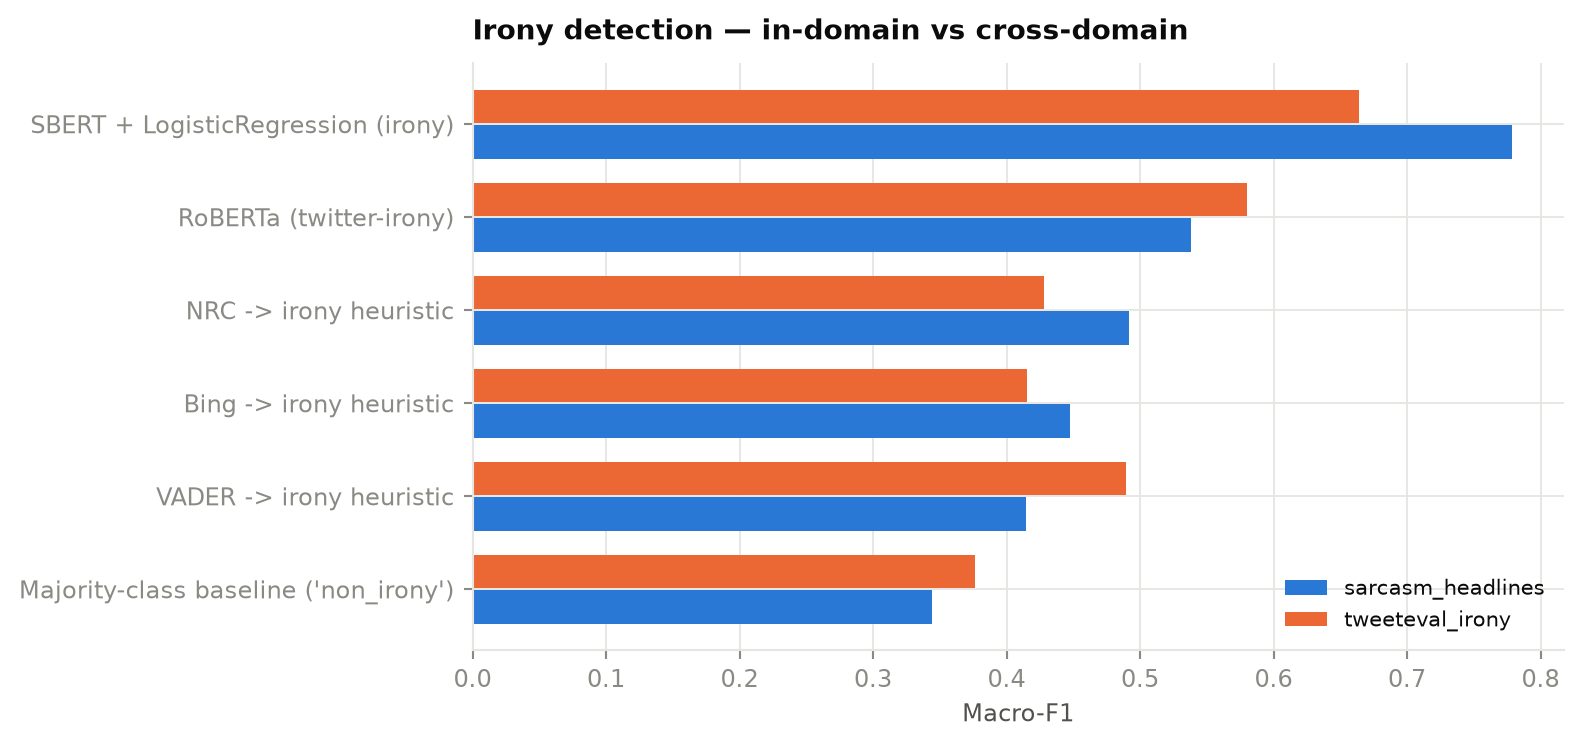 Irony detection — in-domain vs cross-domain
SBERT + LogisticRegression (irony)
RoBERTa (twitter-irony)
NRC -> irony heuristic
Bing -> irony heuristic
VADER -> irony heuristic
Majority-class baseline ('non_irony')
sarcasm_headlines
tweeteval_irony
0.0 0.1 0.2 0.3 0.4 0.5 0.6 0.7 0.8
Macro-F1